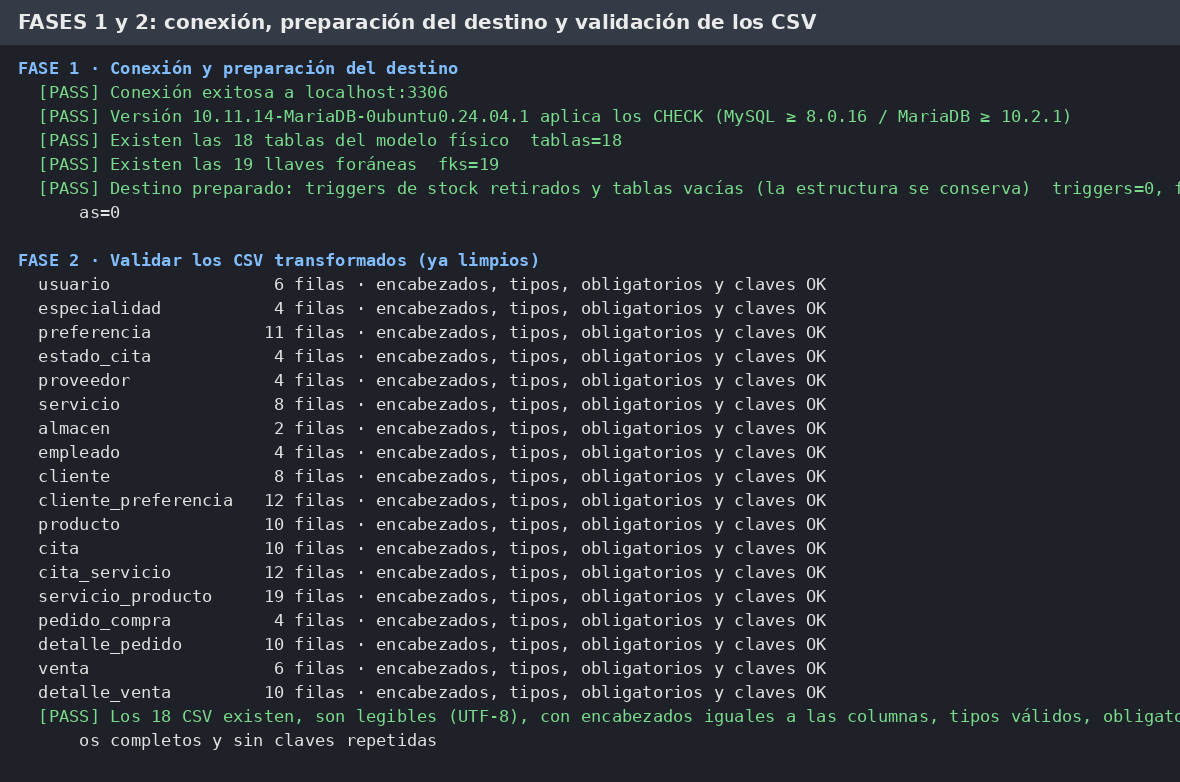 FASES 1 y 2: conexión, preparación del destino y validación de los CSV
FASE 1 · Conexión y preparación del destino
[PASS] Conexión exitosa a localhost:3306
[PASS] Versión 10.11.14-MariaDB-0ubuntu0.24.04.1 aplica los CHECK (MySQL ≥ 8.0.16 / MariaDB ≥ 10.2.1)
[PASS] Existen las 18 tablas del modelo físico  tablas=18
[PASS] Existen las 19 llaves foráneas  fks=19
[PASS] Destino preparado: triggers de stock retirados y tablas vacías (la estructura se conserva)  triggers=0,
as=0
FASE 2 · Validar los CSV transformados (ya limpios)
usuario                6 filas · encabezados, tipos, obligatorios y claves OK
especialidad           4 filas · encabezados, tipos, obligatorios y claves OK
preferencia           11 filas · encabezados, tipos, obligatorios y claves OK
estado_cita            4 filas · encabezados, tipos, obligatorios y claves OK
proveedor              4 filas · encabezados, tipos, obligatorios y claves OK
servicio               8 filas · encabezados, tipos, obligatorios y claves OK
almacen                2 filas · encabezados, tipos, obligatorios y claves OK
empleado               4 filas · encabezados, tipos, obligatorios y claves OK
cliente                8 filas · encabezados, tipos, obligatorios y claves OK
cliente_preferencia   12 filas · encabezados, tipos, obligatorios y claves OK
producto              10 filas · encabezados, tipos, obligatorios y claves OK
cita                  10 filas · encabezados, tipos, obligatorios y claves OK
cita_servicio         12 filas · encabezados, tipos, obligatorios y claves OK
servicio_producto     19 filas · encabezados, tipos, obligatorios y claves OK
pedido_compra          4 filas · encabezados, tipos, obligatorios y claves OK
detalle_pedido        10 filas · encabezados, tipos, obligatorios y claves OK
venta                  6 filas · encabezados, tipos, obligatorios y claves OK
detalle_venta         10 filas · encabezados, tipos, obligatorios y claves OK
[PASS] Los 18 CSV existen, son legibles (UTF-8), con encabezados iguales a las columnas, tipos válidos,
os completos y sin claves repetidas